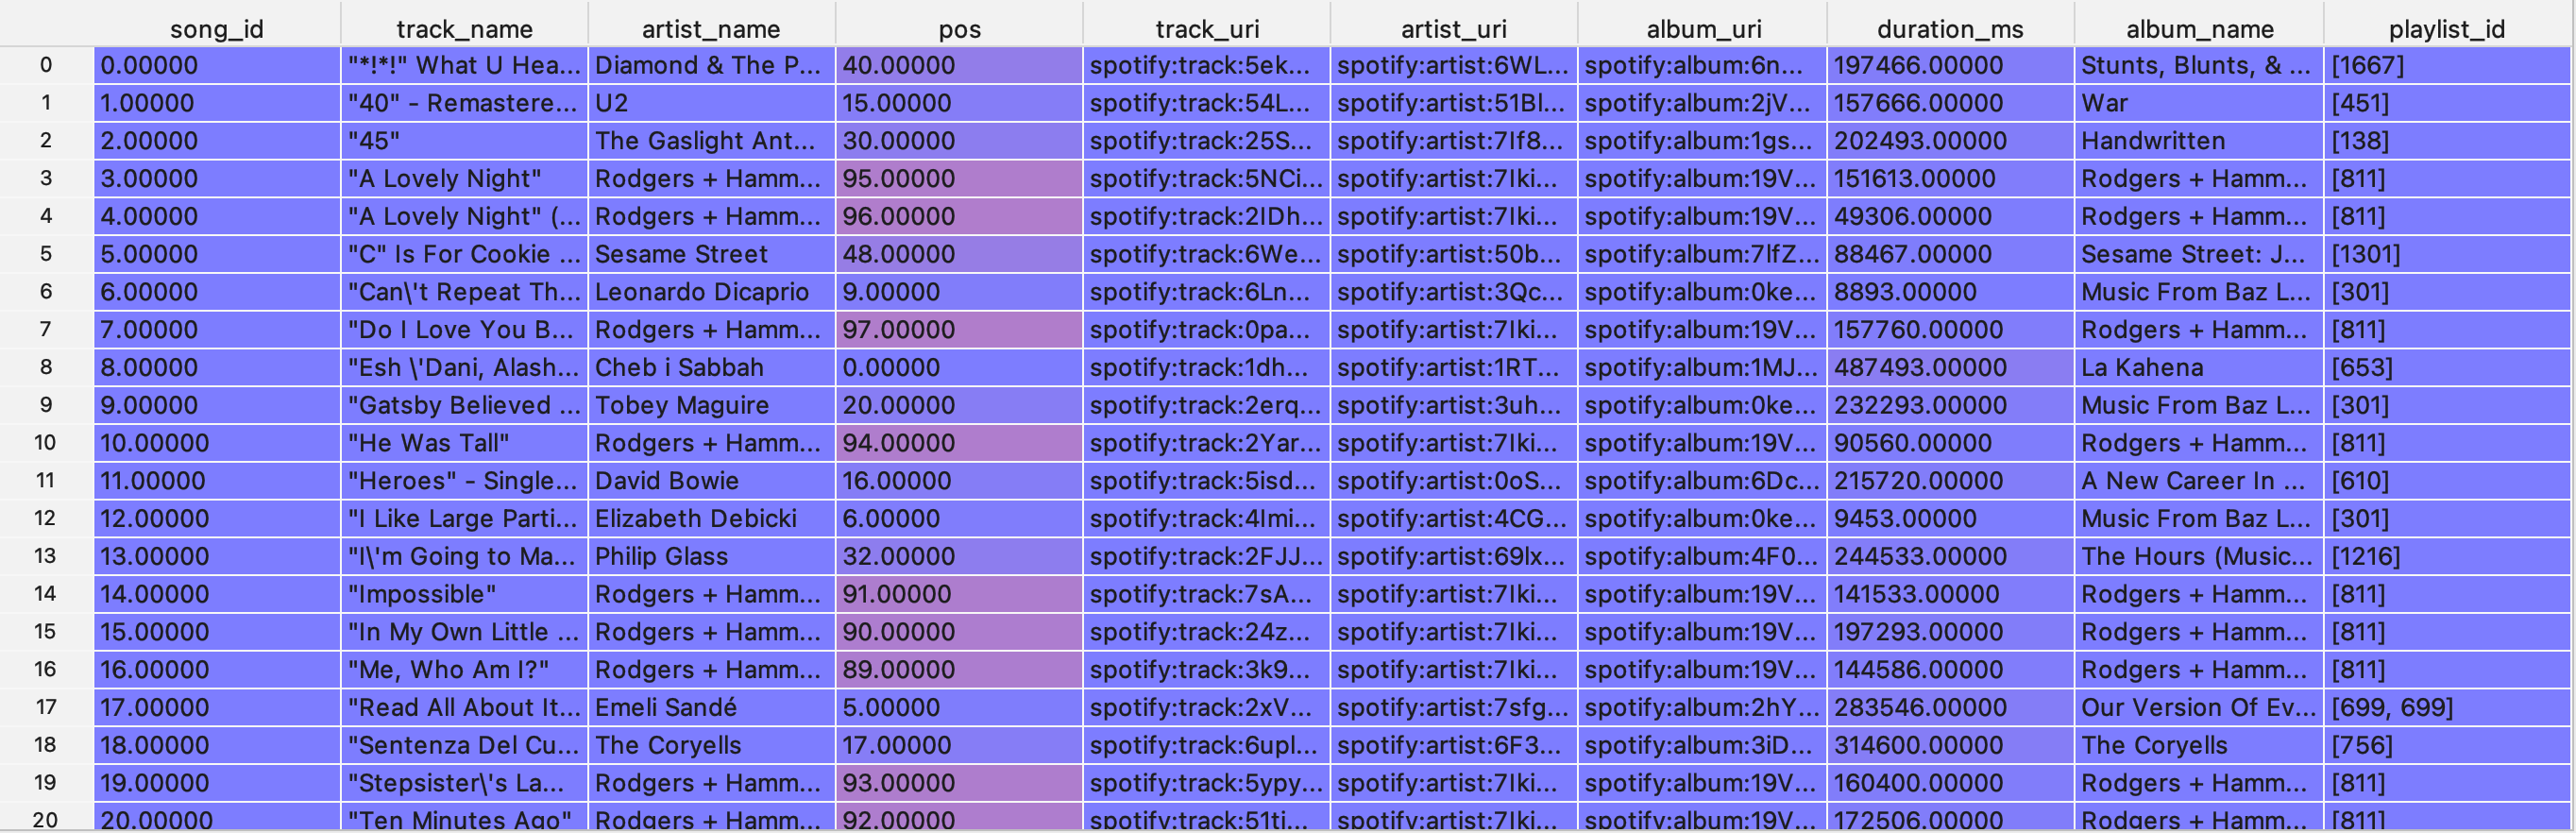 song_id track_name artist_name pos track_uri artist_uri album_uri duration_ms album_name playlist_id
0 0.00000 "*!*!" What U Hea... Diamond & The P... 40.00000 spotify:track:5ek... spotify:artist:6WL... spotify:album:6n... 197466.00000 Stunts, Blunts, & ... [1667]
1 1.00000 "40" - Remastere... U2 15.00000 spotify:track:54L... spotify:artist:51Bl... spotify:album:2jV... 157666.00000 War [451]
2 2.00000 "45" The Gaslight Ant... 30.00000 spotify:track:25S... spotify:artist:7If8... spotify:album:1gs... 202493.00000 Handwritten [138]
3 3.00000 "A Lovely Night" Rodgers + Hamm... 95.00000 spotify:track:5NCi... spotify:artist:7Iki... spotify:album:19V... 151613.00000 Rodgers + Hamm... [811]
4 4.00000 "A Lovely Night" (... Rodgers + Hamm... 96.00000 spotify:track:2IDh... spotify:artist:7Iki... spotify:album:19V... 49306.00000 Rodgers + Hamm... [811]
5 5.00000 "C" Is For Cookie ... Sesame Street 48.00000 spotify:track:6We... spotify:artist:50b... spotify:album:7lfZ... 88467.00000 Sesame Street: J... [1301]
6 6.00000 "Can\'t Repeat Th... Leonardo Dicaprio 9.00000 spotify:track:6Ln... spotify:artist:3Qc... spotify:album:0ke... 8893.00000 Music From Baz L... [301]
7 7.00000 "Do I Love You B... Rodgers + Hamm... 97.00000 spotify:track:0pa... spotify:artist:7Iki... spotify:album:19V... 157760.00000 Rodgers + Hamm... [811]
8 8.00000 "Esh \'Dani, Alash... Cheb i Sabbah 0.00000 spotify:track:1dh... spotify:artist:1RT... spotify:album:1MJ... 487493.00000 La Kahena [653]
9 9.00000 "Gatsby Believed ... Tobey Maguire 20.00000 spotify:track:2erq... spotify:artist:3uh... spotify:album:0ke... 232293.00000 Music From Baz L... [301]
10 10.00000 "He Was Tall" Rodgers + Hamm... 94.00000 spotify:track:2Yar... spotify:artist:7Iki... spotify:album:19V... 90560.00000 Rodgers + Hamm... [811]
11 11.00000 "Heroes" - Single... David Bowie 16.00000 spotify:track:5isd... spotify:artist:0oS... spotify:album:6Dc... 215720.00000 A New Career In ... [610]
12 12.00000 "I Like Large Parti... Elizabeth Debicki 6.00000 spotify:track:4Imi... spotify:artist:4CG... spotify:album:0ke... 9453.00000 Music From Baz L... [301]
13 13.00000 "I\'m Going to Ma... Philip Glass 32.00000 spotify:track:2FJJ... spotify:artist:69lx... spotify:album:4F0... 244533.00000 The Hours (Music... [1216]
14 14.00000 "Impossible" Rodgers + Hamm... 91.00000 spotify:track:7sA... spotify:artist:7Iki... spotify:album:19V... 141533.00000 Rodgers + Hamm... [811]
15 15.00000 "In My Own Little ... Rodgers + Hamm... 90.00000 spotify:track:24z... spotify:artist:7Iki... spotify:album:19V... 197293.00000 Rodgers + Hamm... [811]
16 16.00000 "Me, Who Am I?" Rodgers + Hamm... 89.00000 spotify:track:3k9... spotify:artist:7Iki... spotify:album:19V... 144586.00000 Rodgers + Hamm... [811]
17 17.00000 "Read All About It... Emeli Sandé 5.00000 spotify:track:2xV... spotify:artist:7sfg... spotify:album:2hY... 283546.00000 Our Version Of Ev... [699, 699]
18 18.00000 "Sentenza Del Cu... The Coryells 17.00000 spotify:track:6upl... spotify:artist:6F3... spotify:album:3iD... 314600.00000 The Coryells [756]
19 19.00000 "Stepsister\'s La... Rodgers + Hamm... 93.00000 spotify:track:5ypy... spotify:artist:7Iki... spotify:album:19V... 160400.00000 Rodgers + Hamm... [811]
20 20.00000 "Ten Minutes Ago" Rodgers + Hamm... 92.00000 spotify:track:51ti... spotify:artist:7Iki... spotify:album:19V... 172506.00000 Rodgers + Hamm... [811]